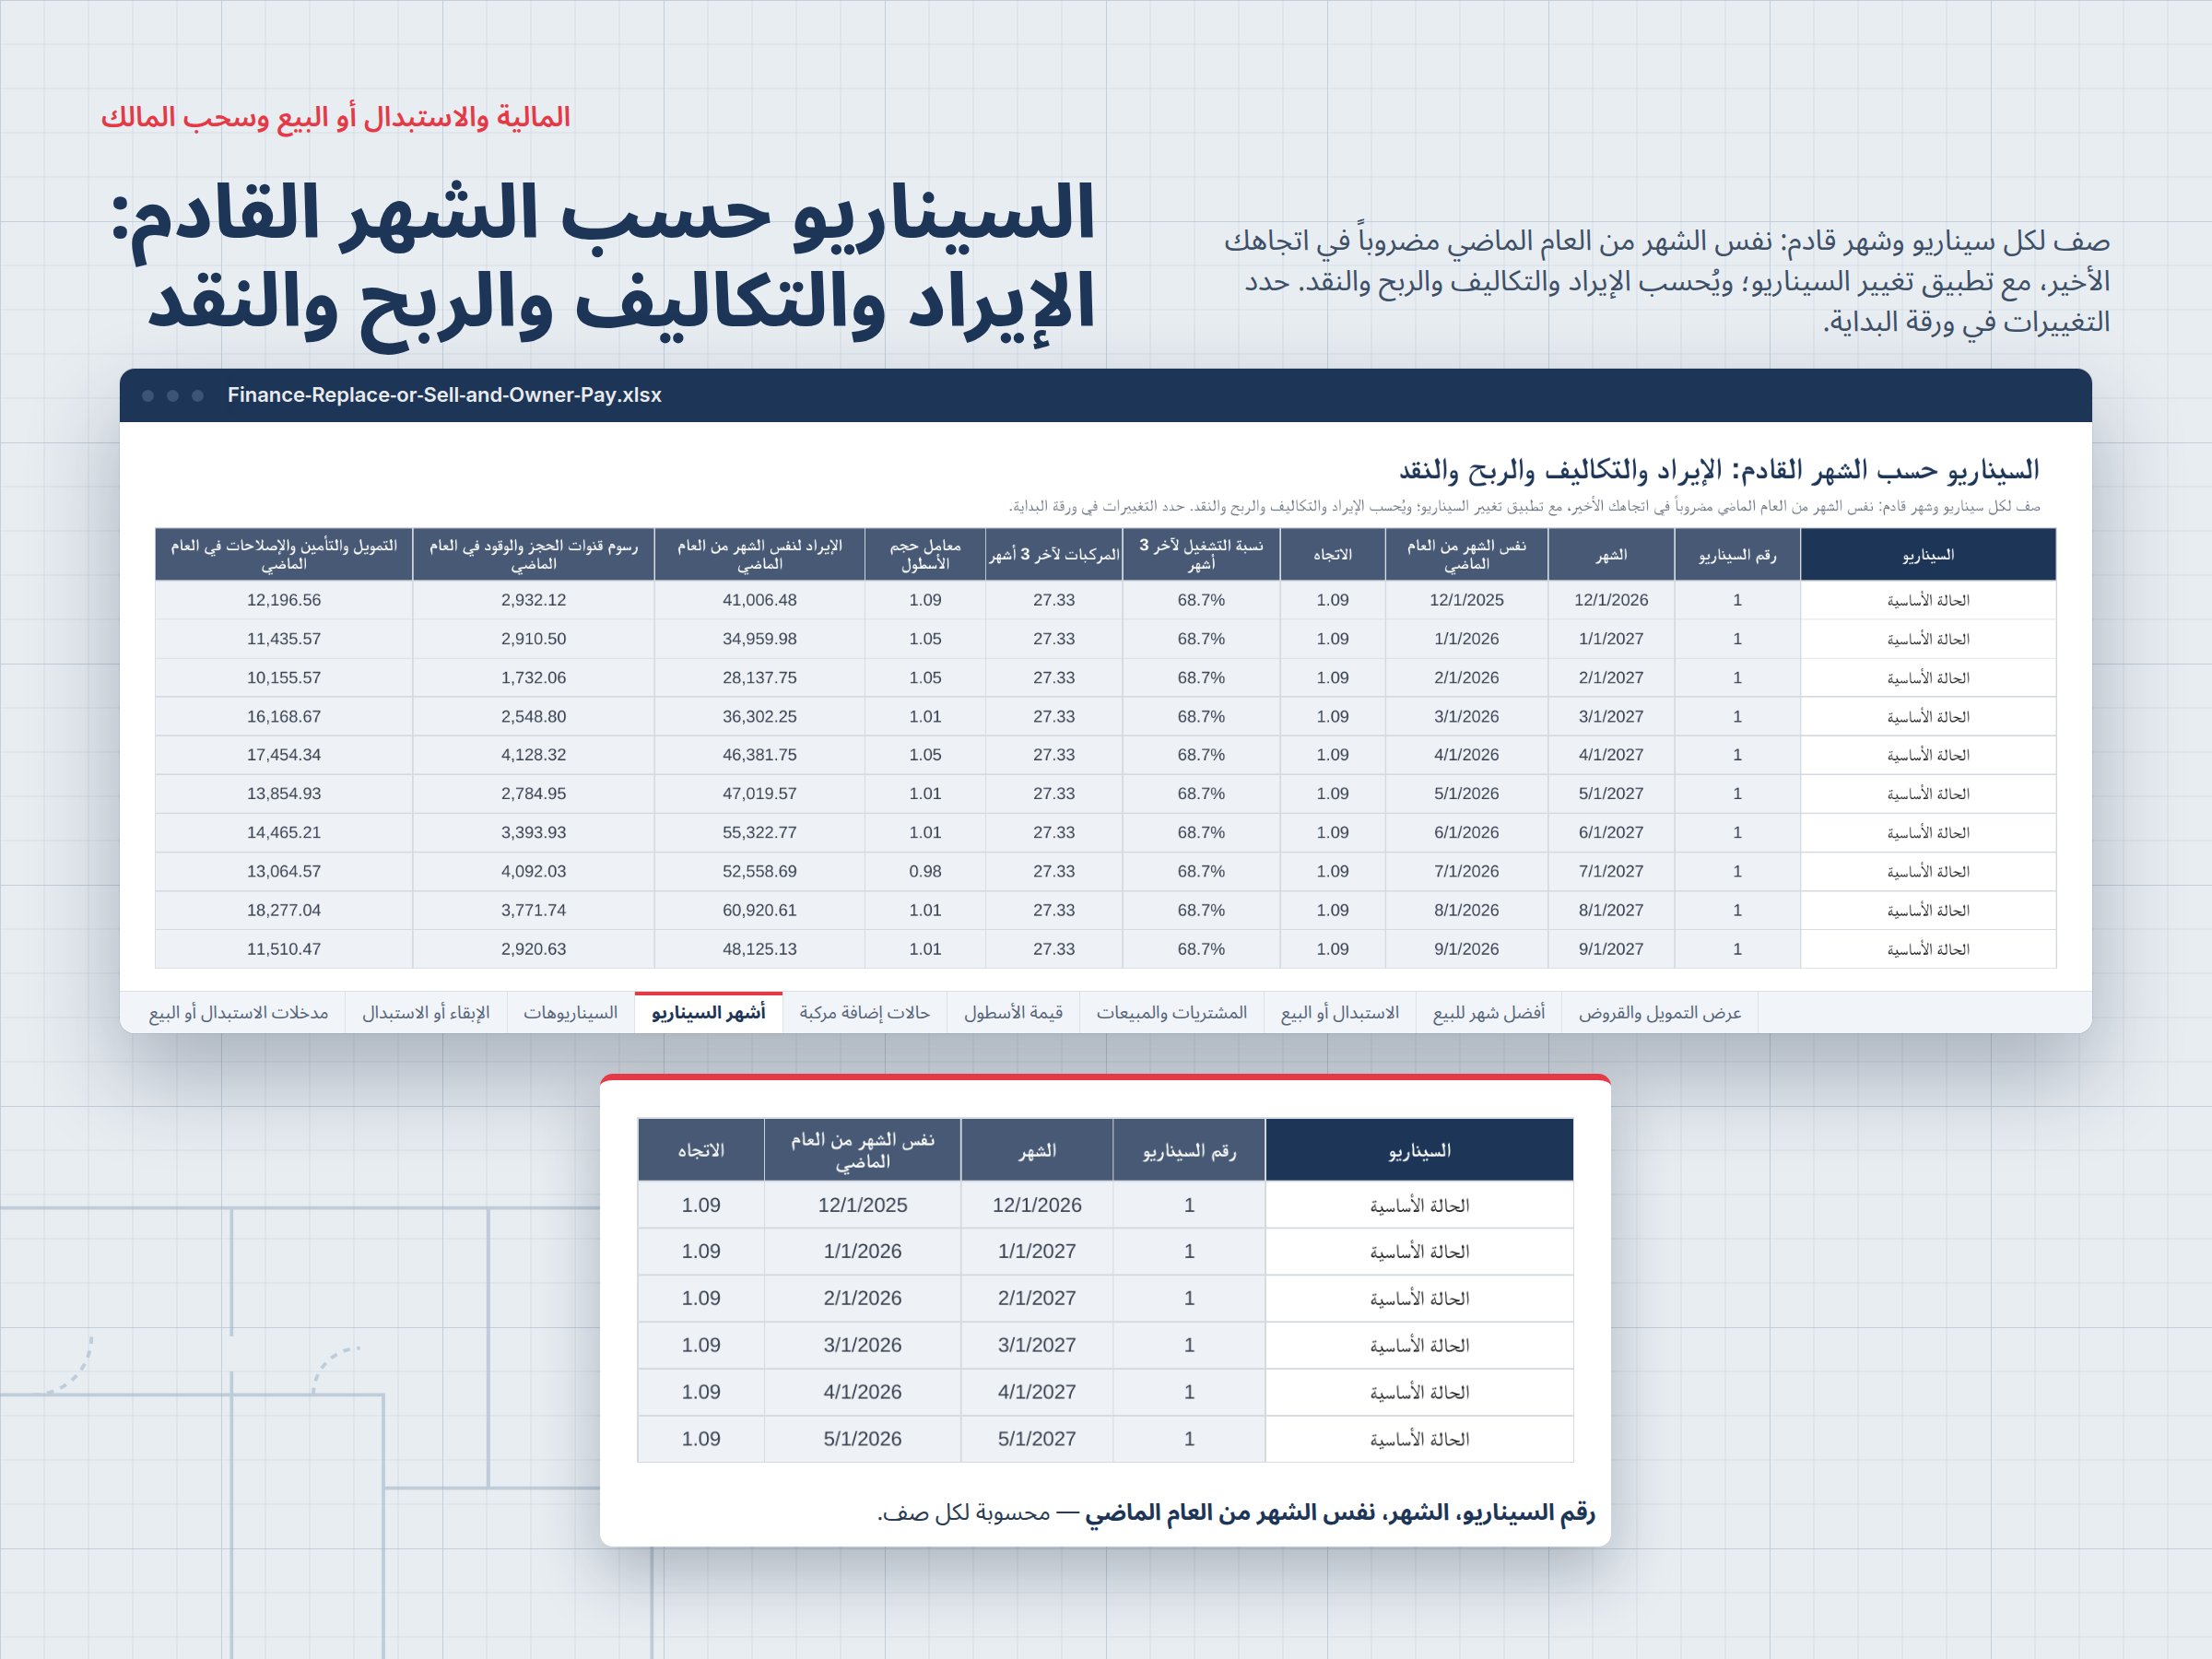 المالية والاستبدال أو البيع وسحب المالك
السيناريو حسب الشهر القادم:
الإيراد والتكاليف والربح والنقد
صف لكل سيناريو وشهر قادم: نفس الشهر من العام الماضي مضروباً في اتجاهك
الأخير، مع تطبيق تغيير السيناريو؛ ويُحسب الإيراد والتكاليف والربح والنقد. حدد
التغييرات في ورقة البداية.
Finance-Replace-or-Sell-and-Owner-Pay.xlsx
السيناريو حسب الشهر القادم: الإيراد والتكاليف والربح والنقد
صف لكل سيناريو وشهر قادم: نفس الشهر من العام الماضي مضروباً في اتجاهك الأخير، مع تطبيق تغيير السيناريو؛ ويُحسب الإيراد والتكاليف والربح والنقد. حدد التغييرات في ورقة البداية.
السيناريو رقم السيناريو الشهر نفس الشهر من العام الماضي الاتجاه نسبة التشغيل لآخر 3 أشهر المركبات لآخر 3 أشهر معامل حجم الأسطول الإيراد لنفس الشهر من العام الماضي رسوم قنوات الحجز والوقود في العام الماضي التمويل والتأمين والإصلاحات في العام الماضي
الحالة الأساسية 1 12/1/2026 12/1/2025 1.09 68.7% 27.33 1.09 41,006.48 2,932.12 12,196.56
الحالة الأساسية 1 1/1/2027 1/1/2026 1.09 68.7% 27.33 1.05 34,959.98 2,910.50 11,435.57
الحالة الأساسية 1 2/1/2027 2/1/2026 1.09 68.7% 27.33 1.05 28,137.75 1,732.06 10,155.57
الحالة الأساسية 1 3/1/2027 3/1/2026 1.09 68.7% 27.33 1.01 36,302.25 2,548.80 16,168.67
الحالة الأساسية 1 4/1/2027 4/1/2026 1.09 68.7% 27.33 1.05 46,381.75 4,128.32 17,454.34
الحالة الأساسية 1 5/1/2027 5/1/2026 1.09 68.7% 27.33 1.01 47,019.57 2,784.95 13,854.93
الحالة الأساسية 1 6/1/2027 6/1/2026 1.09 68.7% 27.33 1.01 55,322.77 3,393.93 14,465.21
الحالة الأساسية 1 7/1/2027 7/1/2026 1.09 68.7% 27.33 0.98 52,558.69 4,092.03 13,064.57
الحالة الأساسية 1 8/1/2027 8/1/2026 1.09 68.7% 27.33 1.01 60,920.61 3,771.74 18,277.04
الحالة الأساسية 1 9/1/2027 9/1/2026 1.09 68.7% 27.33 1.01 48,125.13 2,920.63 11,510.47
عرض التمويل والقروض أفضل شهر للبيع الاستبدال أو البيع المشتريات والمبيعات قيمة الأسطول حالات إضافة مركبة أشهر السيناريو السيناريوهات الإبقاء أو الاستبدال مدخلات الاستبدال أو البيع
السيناريو رقم السيناريو الشهر نفس الشهر من العام الماضي الاتجاه
الحالة الأساسية 1 12/1/2026 12/1/2025 1.09
الحالة الأساسية 1 1/1/2027 1/1/2026 1.09
الحالة الأساسية 1 2/1/2027 2/1/2026 1.09
الحالة الأساسية 1 3/1/2027 3/1/2026 1.09
الحالة الأساسية 1 4/1/2027 4/1/2026 1.09
الحالة الأساسية 1 5/1/2027 5/1/2026 1.09
رقم السيناريو، الشهر، نفس الشهر من العام الماضي — محسوبة لكل صف.